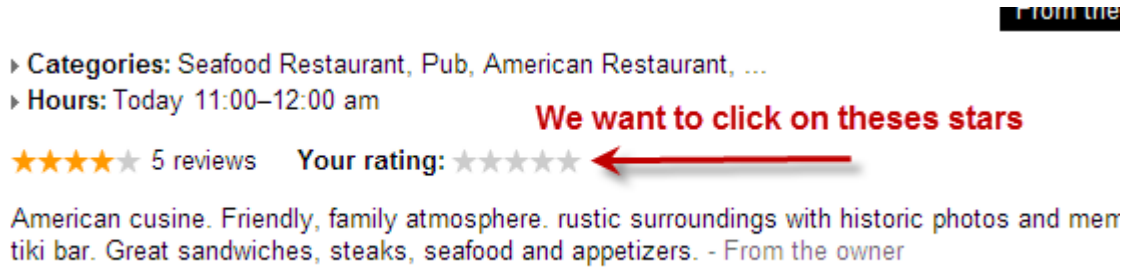 From the
Categories: Seafood Restaurant, Pub, American Restaurant, ...
Hours: Today 11:00–12:00 am
We want to click on theses stars
5 reviews Your rating:
American cusine. Friendly, family atmosphere. rustic surroundings with historic photos and mem
tiki bar. Great sandwiches, steaks, seafood and appetizers. - From the owner